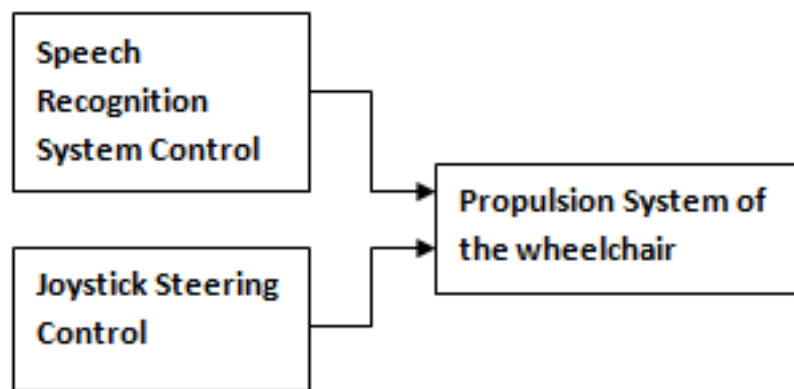 Speech
Recognition
System Control
Propulsion System of
the wheelchair
Joystick Steering
Control